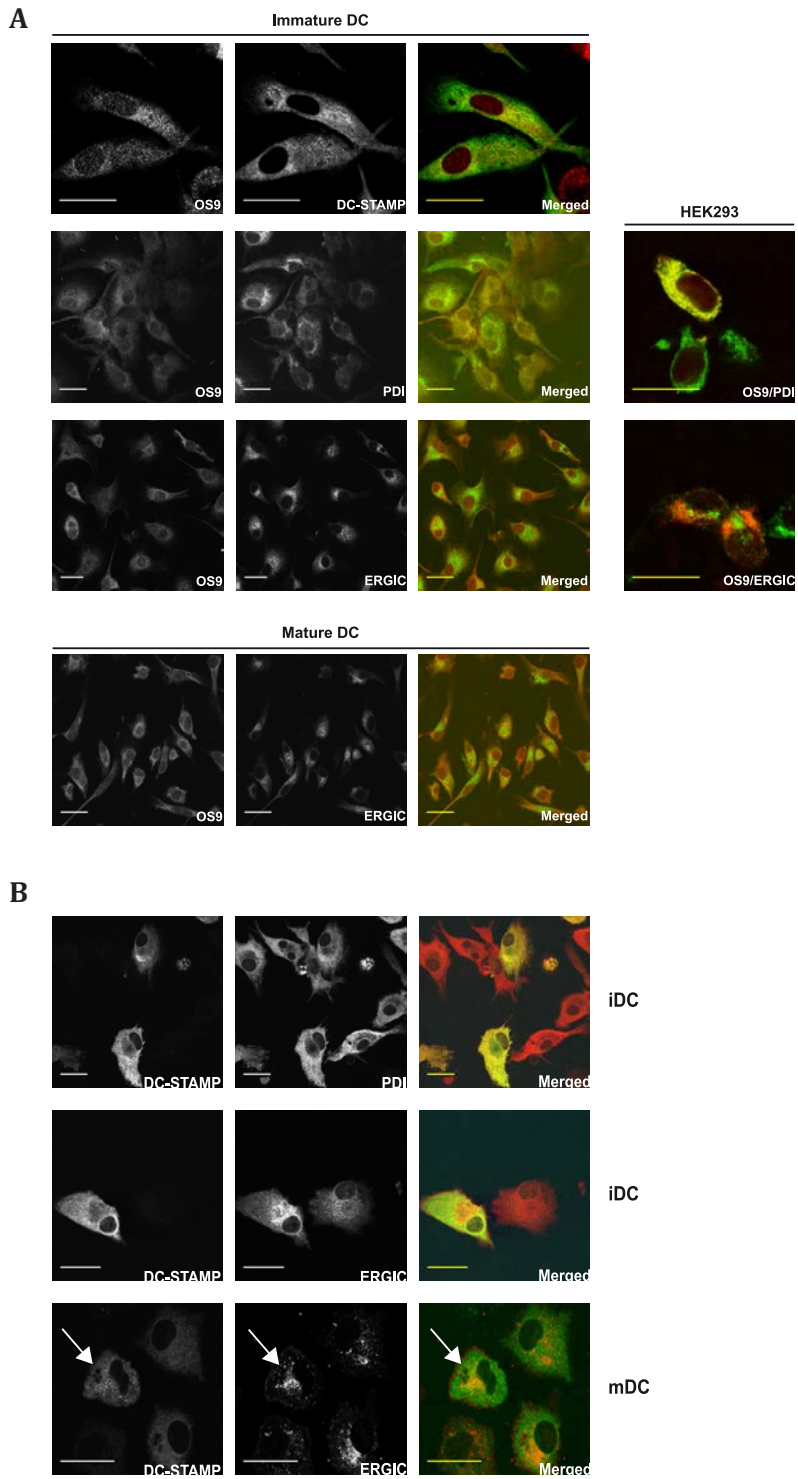 A
Immature DC
OS9
DC-STAMP
Merged
HEK293
OS9
PDI
Merged
OS9/PDI
OS9
ERGIC
Merged
OS9/ERGIC
Mature DC
OS9
ERGIC
Merged
B
DC-STAMP
PDI
Merged
iDC
DC-STAMP
ERGIC
Merged
iDC
DC-STAMP
ERGIC
Merged
mDC